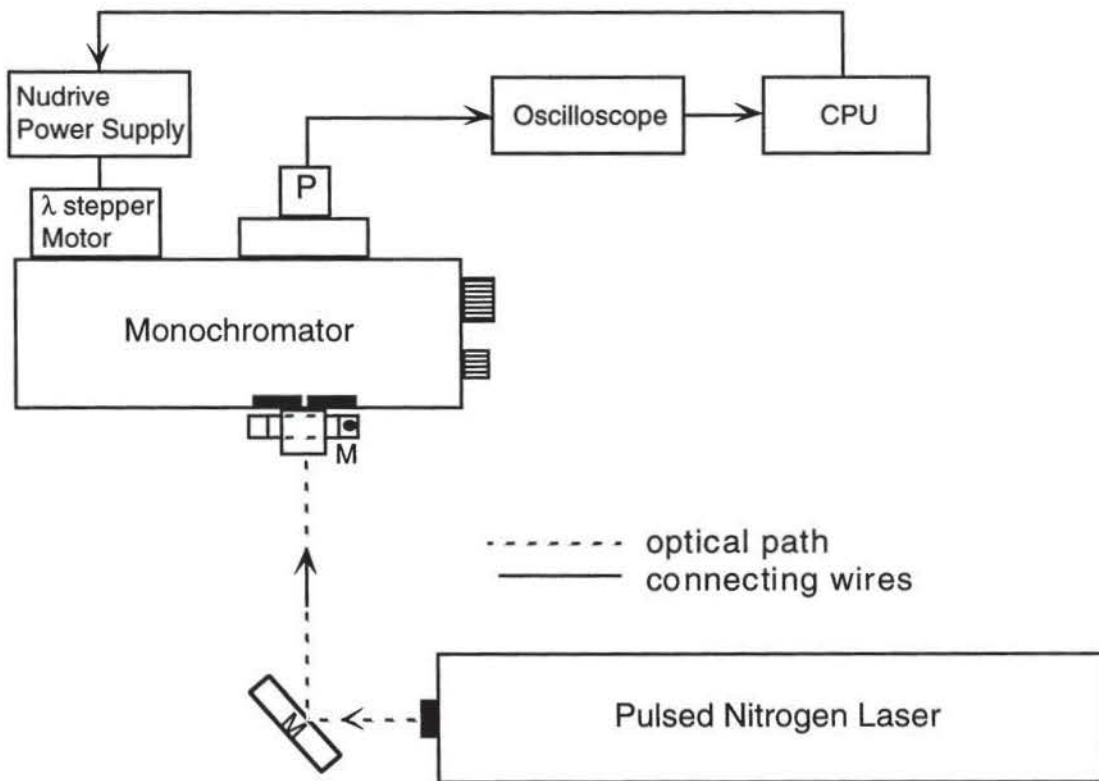 Nudrive
Power Supply
Oscilloscope
CPU
P
λ stepper
Motor
Monochromator
M
optical path
connecting wires
M
Pulsed Nitrogen Laser